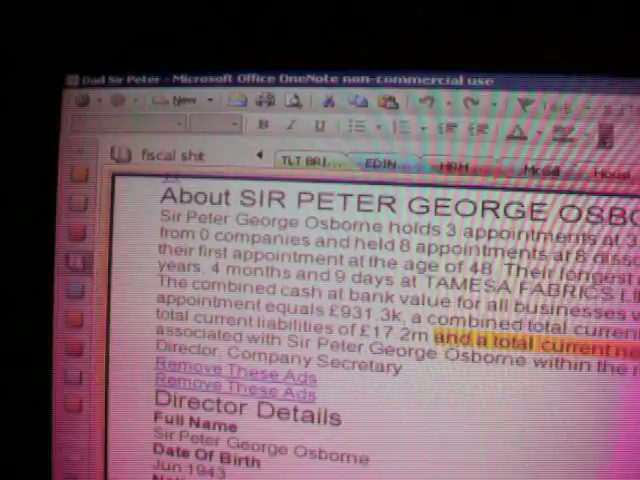 Dad Sir Peter - Microsoft Office OneNote non-commercial use
New
B I U A
fiscal shit
TLT BRI... EDIN HRH
About SIR PETER GEORGE OSBO
Sir Peter George Osborne holds 3 appointments at 3
from 0 companies and held 8 appointments at 8 disso
their first appointment at the age of 48. Their longest
years, 4 months and 9 days at TAMESA FABRICS LI
The combined cash at bank value for all businesses
appointment equals £931.3k, a combined total current
total current liabilities of £17.2m and a total current
associated with Sir Peter George Osborne within the
Director, Company Secretary
Remove These Ads
Remove These Ads
Director Details
Full Name
Sir Peter George Osborne
Date Of Birth
Jun 1943